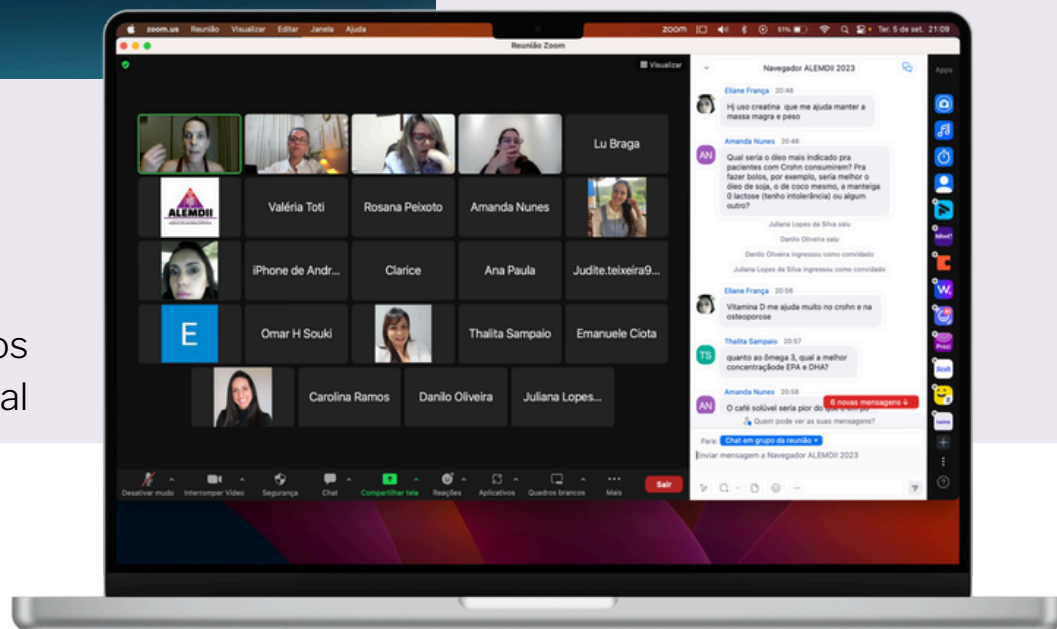 os
al
zoom.us Reunião Visualizar Editar Janela Ajuda
zoom 51% Ter. 5 de set. 21:09
Reunião Zoom
Visualizar
Lu Braga
ALEMDII
Valéria Toti
Rosana Peixoto
Amanda Nunes
iPhone de Andr...
Clarice
Ana Paula
Judite.teixeira9...
E
Omar H Souki
Thalita Sampaio
Emanuele Ciota
Carolina Ramos
Danilo Oliveira
Juliana Lopes...
Desativar mudo
Interromper Vídeo
Segurança
Chat
Compartilhar tela
Reações
Aplicativos
Quadros brancos
Mais
Sair
Navegador ALEMDII 2023
Eliane França 20:48
Hj uso creatina que me ajuda manter a
massa magra e peso
Amanda Nunes 20:48
AN
Qual seria o óleo mais indicado pra
pacientes com Crohn consumirem? Pra
fazer bolos, por exemplo, seria melhor o
óleo de soja, o de coco mesmo, a manteiga
0 lactose (tenho intolerância) ou algum
outro?
Juliana Lopes da Silva saiu
Danilo Oliveira saiu
Danilo Oliveira ingressou como convidado
Juliana Lopes da Silva ingressou como convidado
Eliane França 20:56
Vitamina D me ajuda muito no crohn e na
osteoporose
Thalita Sampaio 20:57
TS
quanto ao ômega 3, qual a melhor
concentraçãode EPA e DHA?
Amanda Nunes 20:58
AN
O café solúvel seria pior do que o em
6 novas mensagens ↓
Quem pode ver as suas mensagens?
Para: Chat em grupo da reunião
Enviar mensagem a Navegador ALEMDII 2023
Apps
Prezi